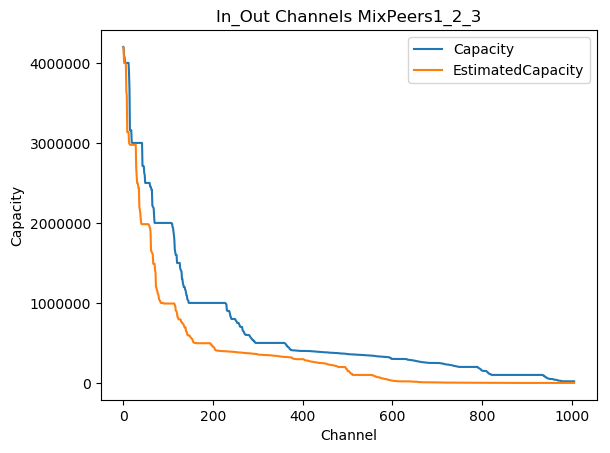 In_Out Channels MixPeers1_2_3
Capacity
EstimatedCapacity
4000000
3000000
2000000
1000000
0
Capacity
0
200
400
600
800
1000
Channel